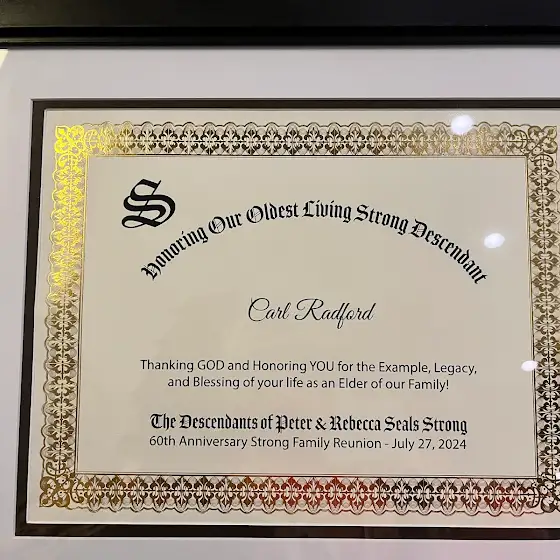 S
Honoring Our Oldest Living Strong Descendant
Carl Radford
Thanking GOD and Honoring YOU for the Example, Legacy,
and Blessing of your life as an Elder of our Family!
The Descendants of Peter & Rebecca Seals Strong
60th Anniversary Strong Family Reunion - July 27, 2024